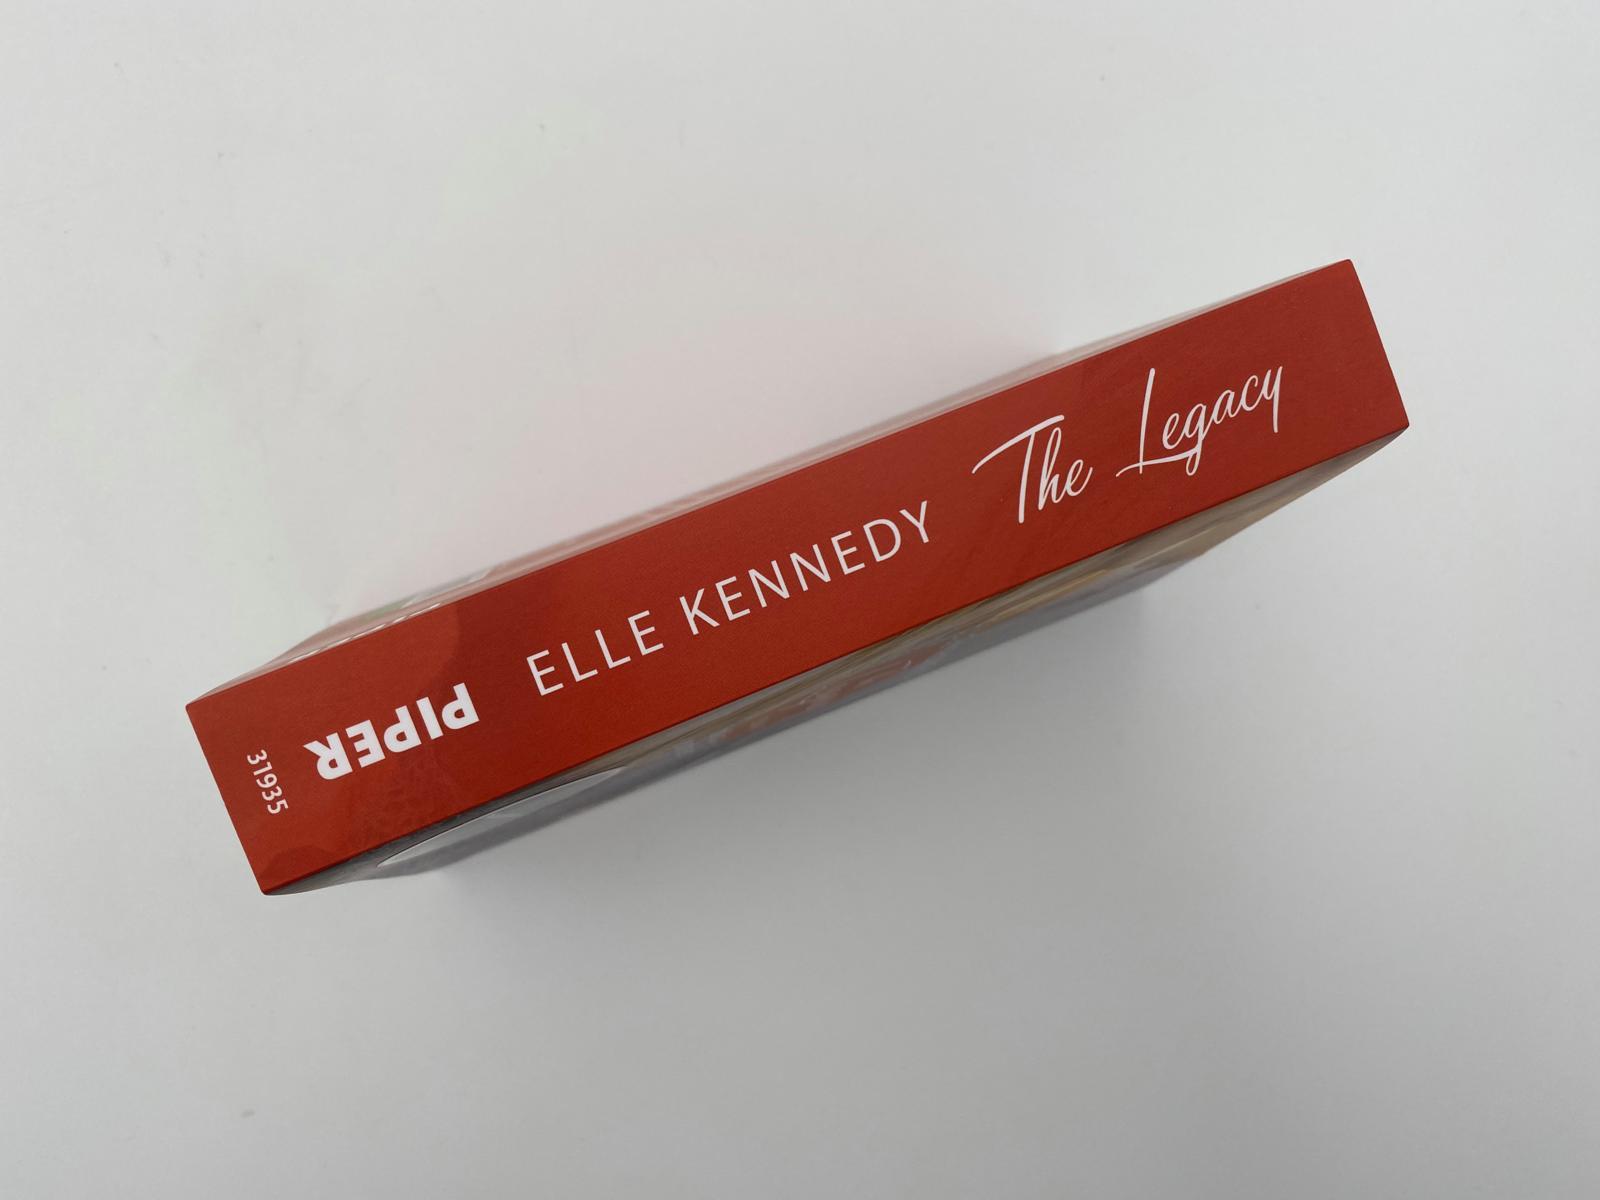 ELLE KENNEDY The Legacy
PIPER
31935